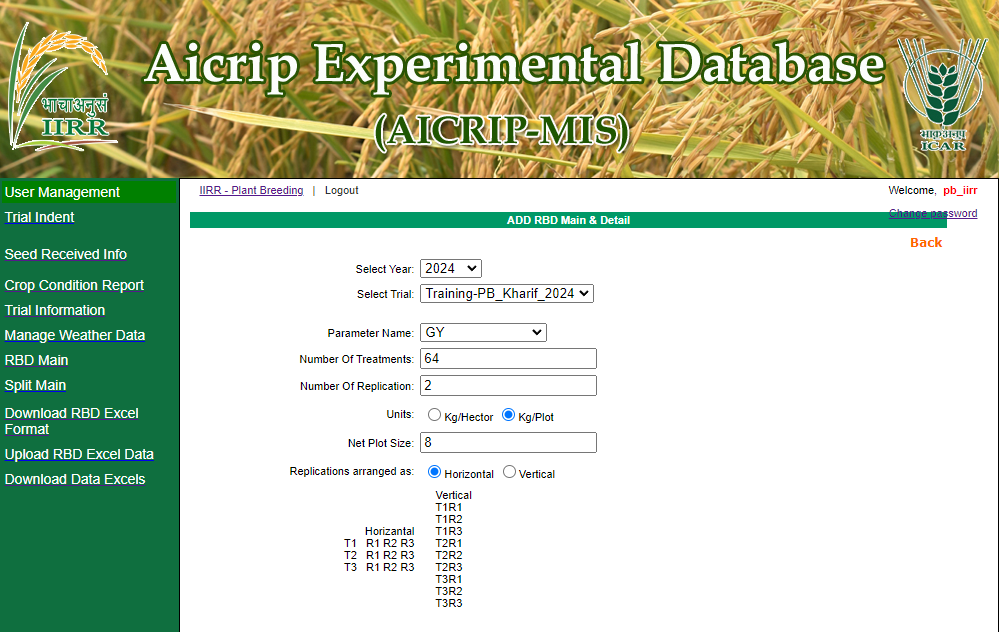 Aicrip Experimental Database
(AICRIP-MIS)
भाकृअनुसं
IIRR
भाकृअनुप
ICAR
User Management
Trial Indent
Seed Received Info
Crop Condition Report
Trial Information
Manage Weather Data
RBD Main
Split Main
Download RBD Excel
Format
Upload RBD Excel Data
Download Data Excels
IIRR - Plant Breeding | Logout
Welcome, pb_iirr
Change password
ADD RBD Main & Detail
Back
Select Year: 2024
Select Trial: Training-PB_Kharif_2024
Parameter Name: GY
Number Of Treatments: 64
Number Of Replication: 2
Units: Kg/Hector Kg/Plot
Net Plot Size: 8
Replications arranged as: Horizontal Vertical
Horizantal
T1 R1 R2 R3
T2 R1 R2 R3
T3 R1 R2 R3
Vertical
T1R1
T1R2
T1R3
T2R1
T2R2
T2R3
T3R1
T3R2
T3R3